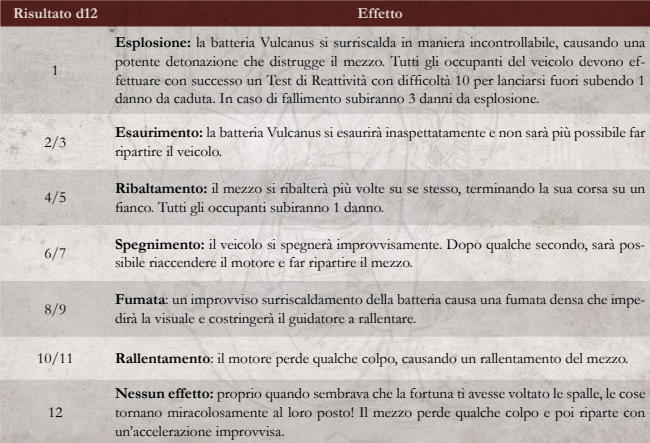 Risultato d12 Effetto
1
Esplosione: la batteria Vulcanus si surriscalda in maniera incontrollabile, causando una
potente detonazione che distrugge il mezzo. Tutti gli occupanti del veicolo devono ef-
fettuare con successo un Test di Reattività con difficoltà 10 per lanciarsi fuori subendo 1
danno da caduta. In caso di fallimento subiranno 3 danni da esplosione.
2/3
Esaurimento: la batteria Vulcanus si esaurirà inaspettatamente e non sarà più possibile far
ripartire il veicolo.
4/5
Ribaltamento: il mezzo si ribalterà più volte su se stesso, terminando la sua corsa su un
fianco. Tutti gli occupanti subiranno 1 danno.
6/7
Spegnimento: il veicolo si spegnerà improvvisamente. Dopo qualche secondo, sarà pos-
sibile riaccendere il motore e far ripartire il mezzo.
8/9
Fumata: un improvviso surriscaldamento della batteria causa una fumata densa che impe-
dirà la visuale e costringerà il guidatore a rallentare.
10/11
Rallentamento: il motore perde qualche colpo, causando un rallentamento del mezzo.
12
Nessun effetto: proprio quando sembrava che la fortuna ti avesse voltato le spalle, le cose
tornano miracolosamente al loro posto! Il mezzo perde qualche colpo e poi riparte con
un'accelerazione improvvisa.